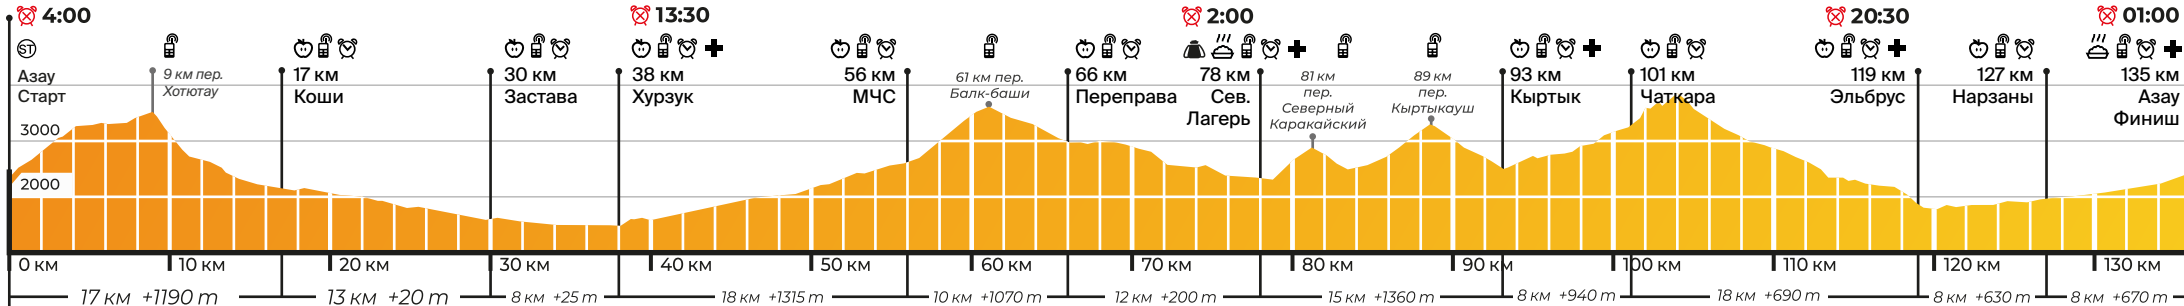 4:00
13:30
2:00
20:30
01:00
ST
Азау
Старт
9 км пер.
Хотютау
17 км
Коши
30 км
Застава
38 км
Хурзук
56 км
МЧС
61 км пер.
Балк-баши
66 км
Переправа
78 км
Сев.
Лагерь
81 км
пер.
Северный
Каракайский
89 км
пер.
Кыртыкауш
93 км
Кыртык
101 км
Чаткара
119 км
Эльбрус
127 км
Нарзаны
135 км
Азау
Финиш
3000
2000
0 км
10 км
20 км
30 км
40 км
50 км
60 км
70 км
80 км
90 км
100 км
110 км
120 км
130 км
17 км +1190 m
13 км +20 m
8 км +25 m
18 км +1315 m
10 км +1070 m
12 км +200 m
15 км +1360 m
8 км +940 m
18 км +690 m
8 км +630 m
8 км +670 m